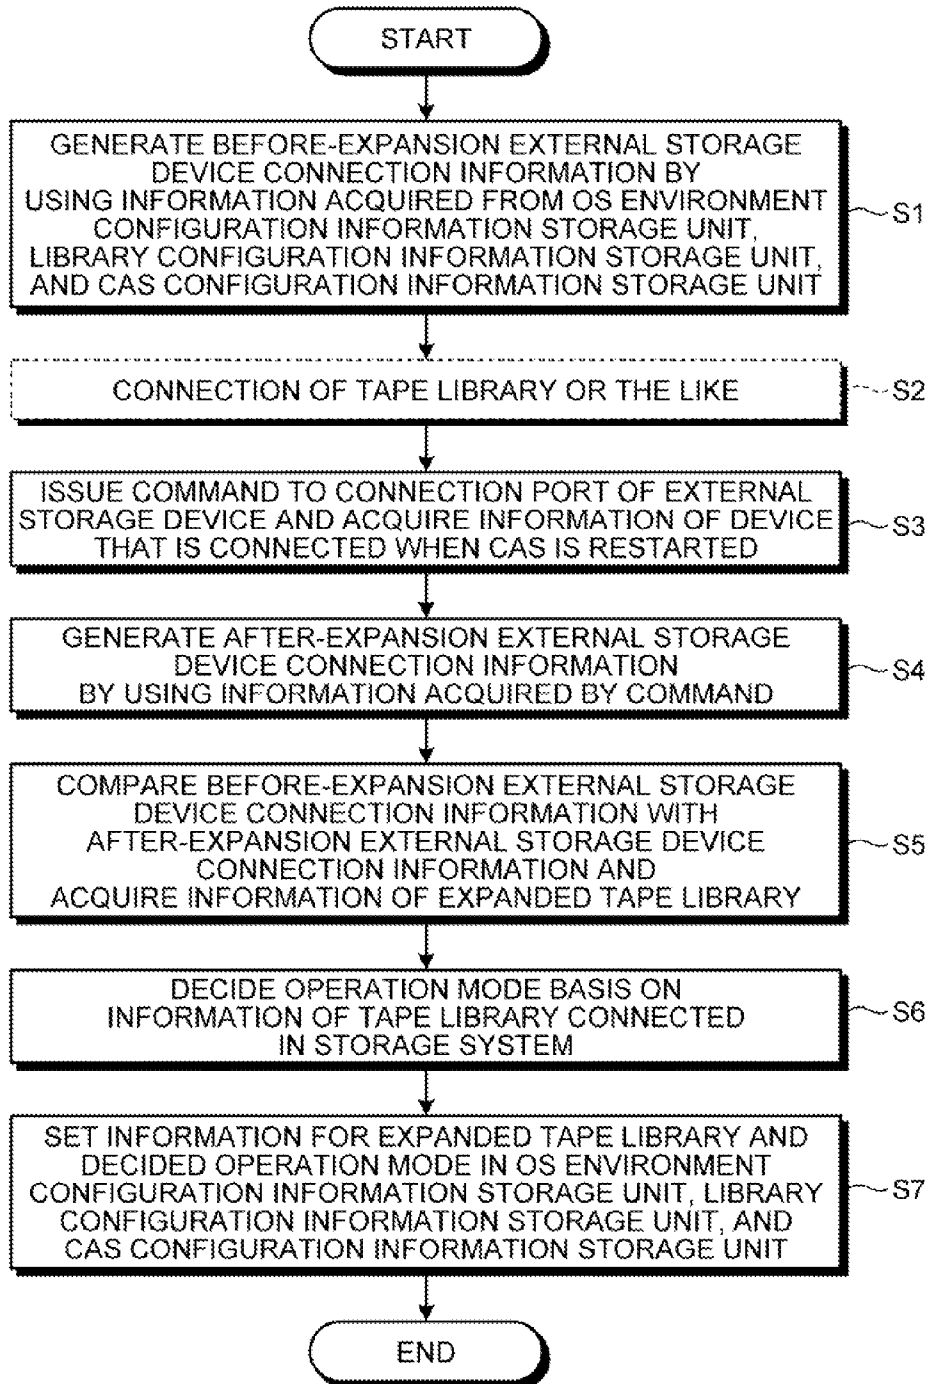 START
GENERATE BEFORE-EXPANSION EXTERNAL STORAGE
DEVICE CONNECTION INFORMATION BY
USING INFORMATION ACQUIRED FROM OS ENVIRONMENT
CONFIGURATION INFORMATION STORAGE UNIT,
LIBRARY CONFIGURATION INFORMATION STORAGE UNIT,
AND CAS CONFIGURATION INFORMATION STORAGE UNIT
S1
CONNECTION OF TAPE LIBRARY OR THE LIKE
S2
ISSUE COMMAND TO CONNECTION PORT OF EXTERNAL
STORAGE DEVICE AND ACQUIRE INFORMATION OF DEVICE
THAT IS CONNECTED WHEN CAS IS RESTARTED
S3
GENERATE AFTER-EXPANSION EXTERNAL STORAGE
DEVICE CONNECTION INFORMATION
BY USING INFORMATION ACQUIRED BY COMMAND
S4
COMPARE BEFORE-EXPANSION EXTERNAL STORAGE
DEVICE CONNECTION INFORMATION WITH
AFTER-EXPANSION EXTERNAL STORAGE DEVICE
CONNECTION INFORMATION AND
ACQUIRE INFORMATION OF EXPANDED TAPE LIBRARY
S5
DECIDE OPERATION MODE BASIS ON
INFORMATION OF TAPE LIBRARY CONNECTED
IN STORAGE SYSTEM
S6
SET INFORMATION FOR EXPANDED TAPE LIBRARY AND
DECIDED OPERATION MODE IN OS ENVIRONMENT
CONFIGURATION INFORMATION STORAGE UNIT, LIBRARY
CONFIGURATION INFORMATION STORAGE UNIT, AND
CAS CONFIGURATION INFORMATION STORAGE UNIT
S7
END